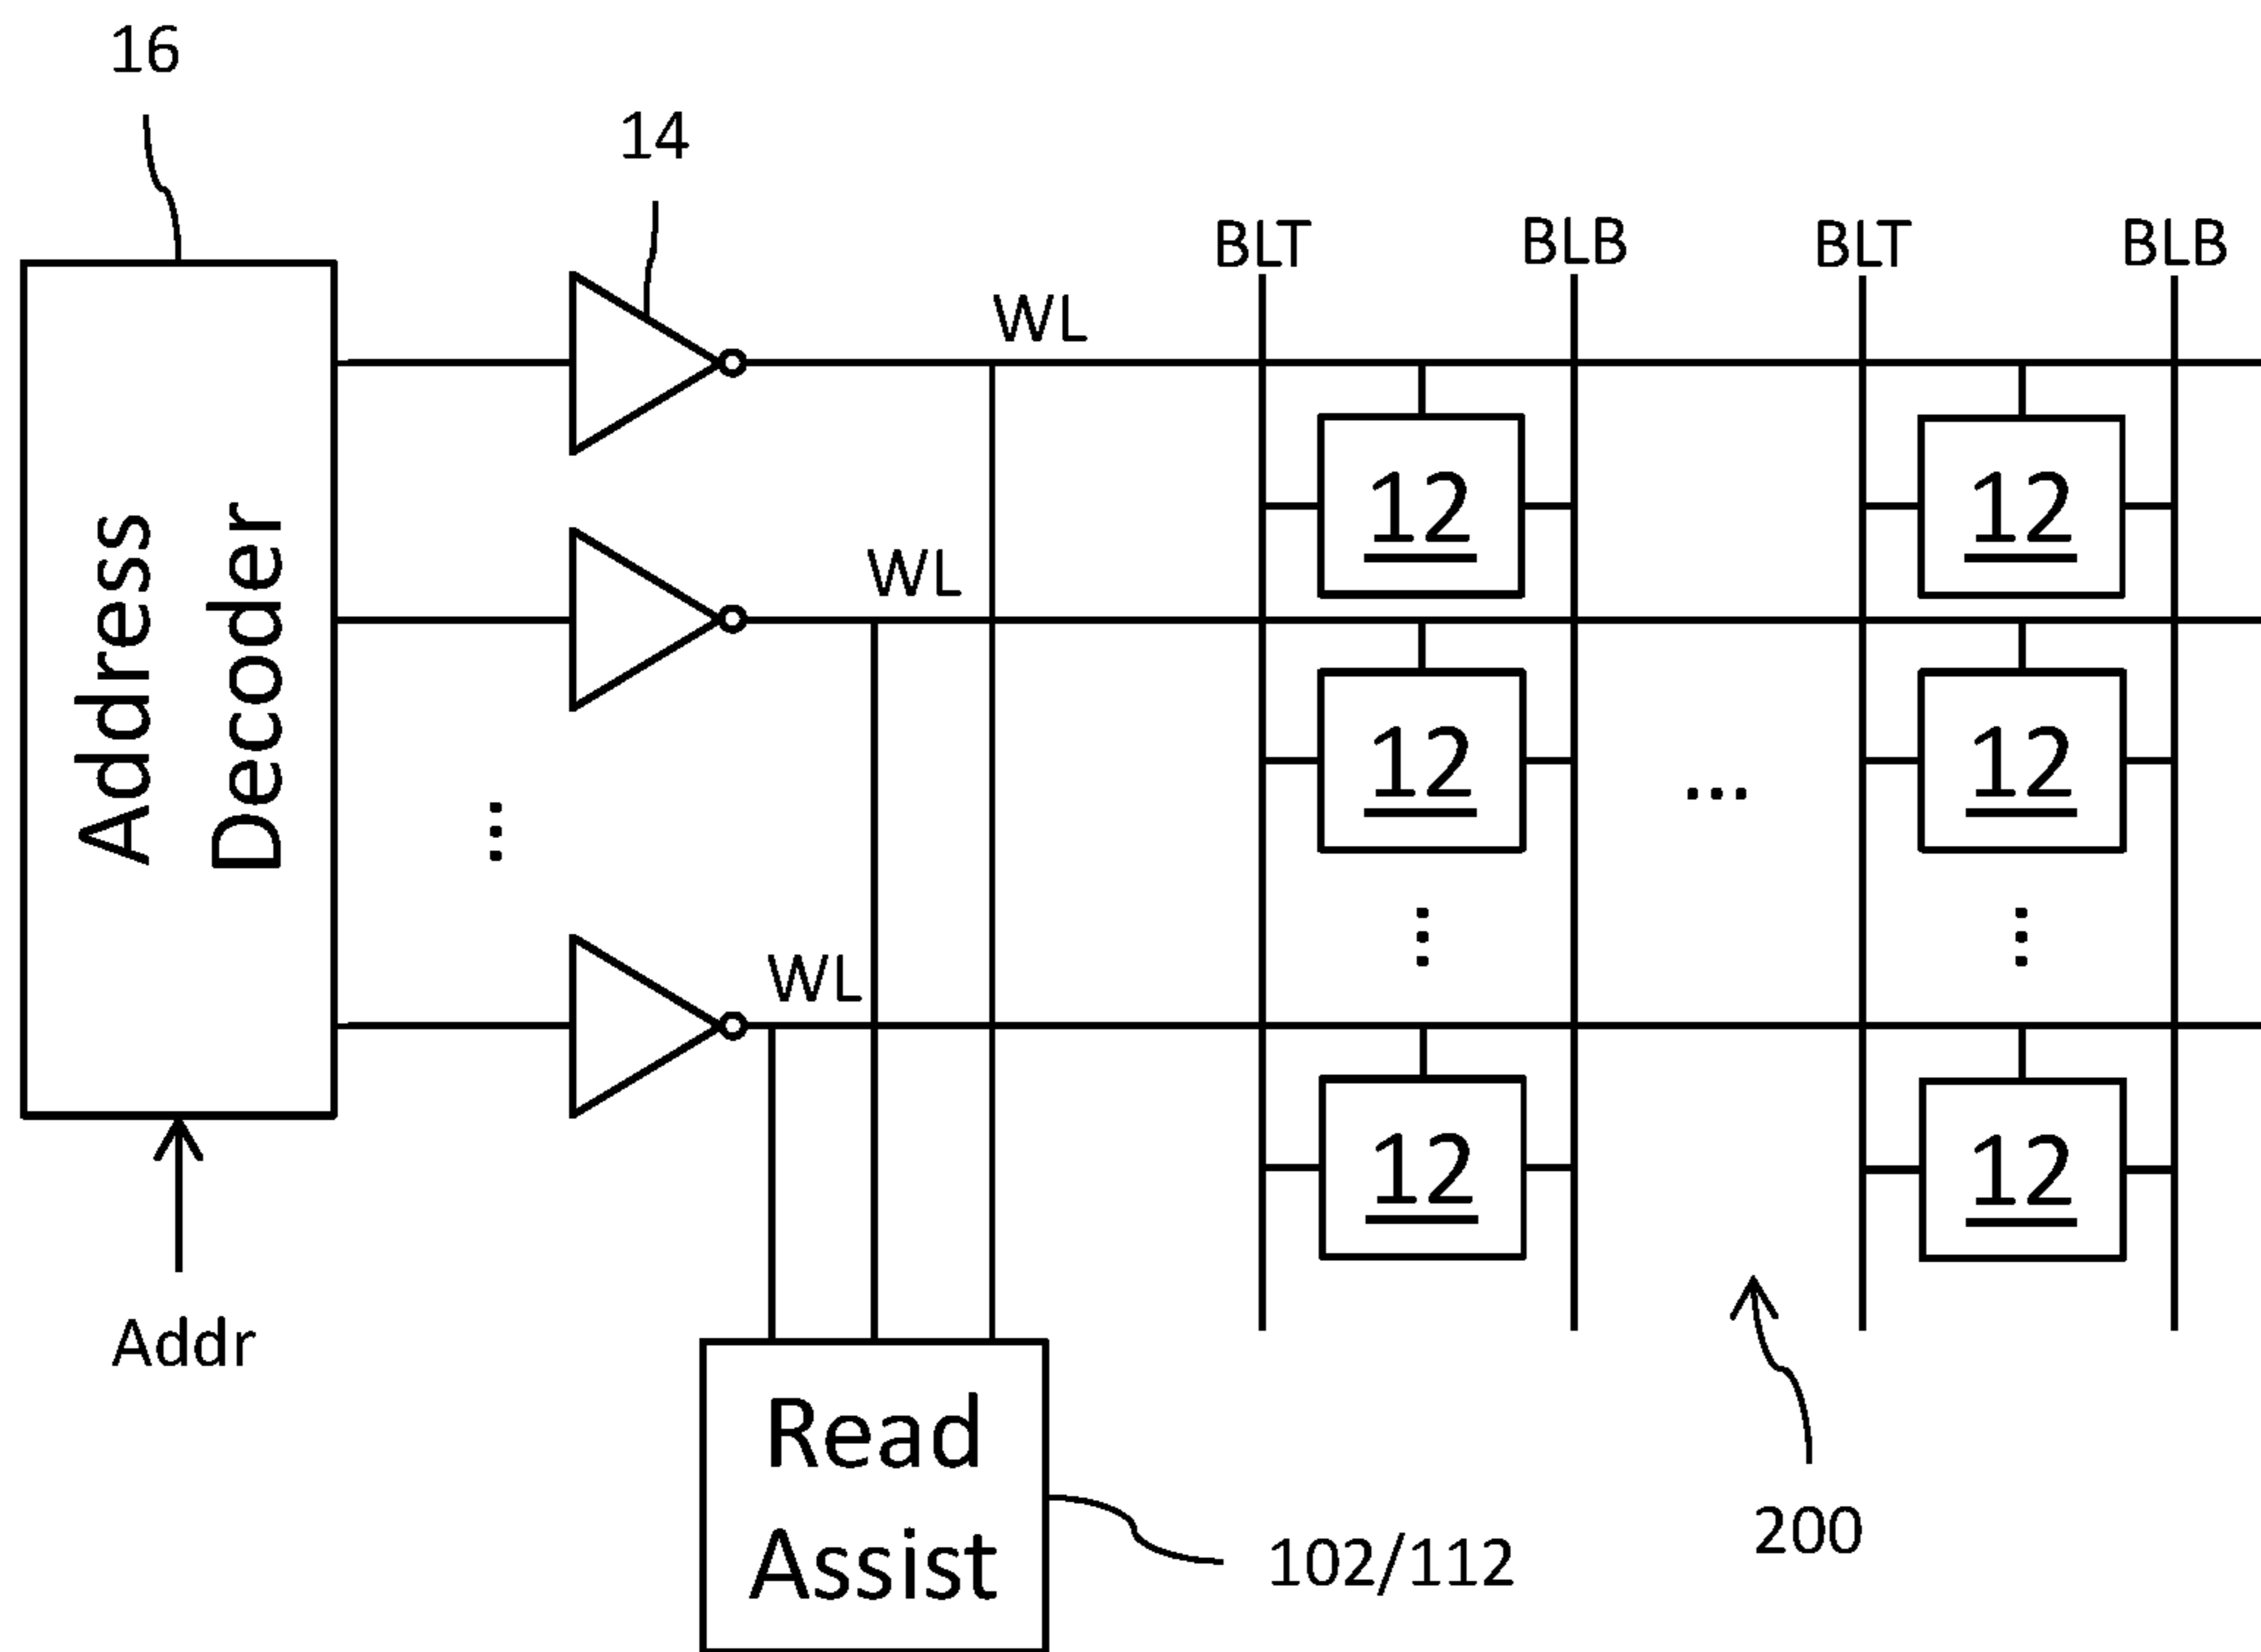 16
14
BLT BLB BLT BLB
WL
12 12
WL
Address
Decoder
12 12
...
WL
12 12
Addr
Read
Assist
102/112
200